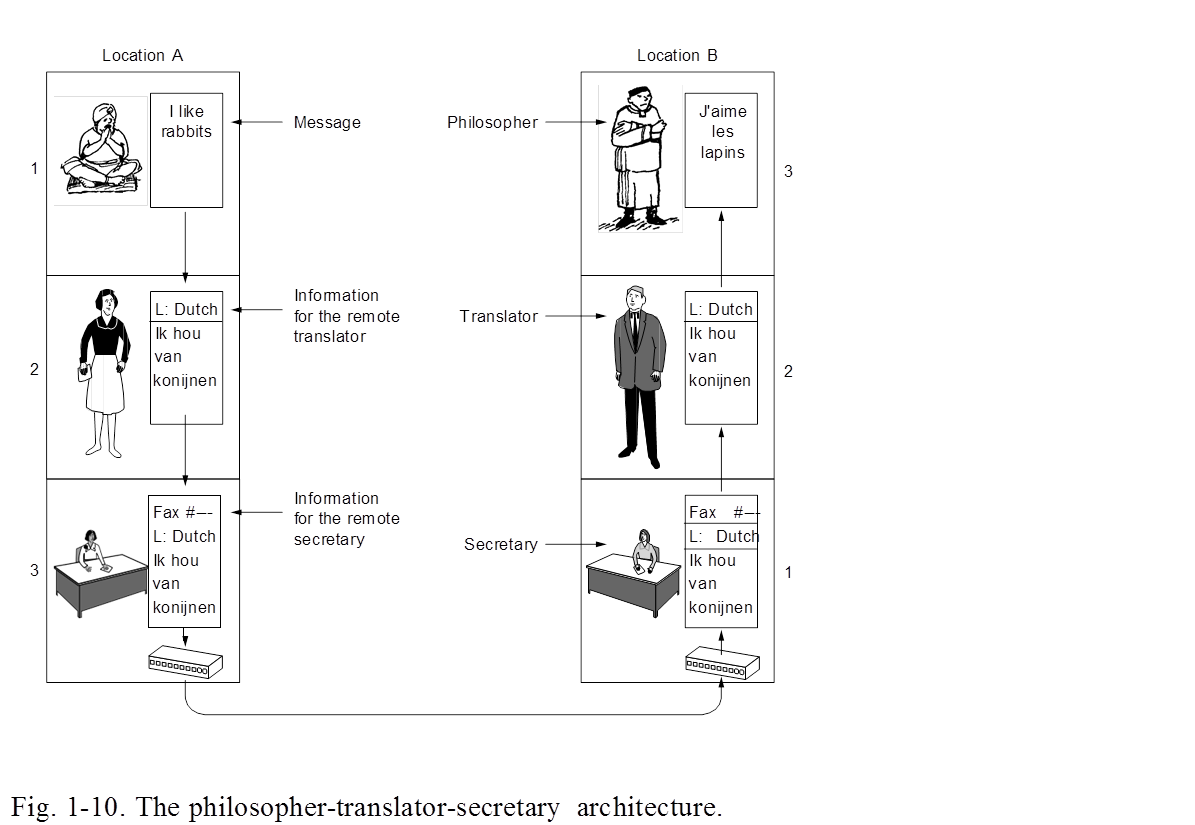 Location A
1
I like
rabbits
Message
2
L: Dutch
Ik hou
van
konijnen
Information
for the remote
translator
3
Fax #---
L: Dutch
Ik hou
van
konijnen
Information
for the remote
secretary
Location B
Philosopher
J'aime
les
lapins
3
Translator
L: Dutch
Ik hou
van
konijnen
2
Secretary
Fax #---
L: Dutch
Ik hou
van
konijnen
1
Fig. 1-10. The philosopher-translator-secretary architecture.